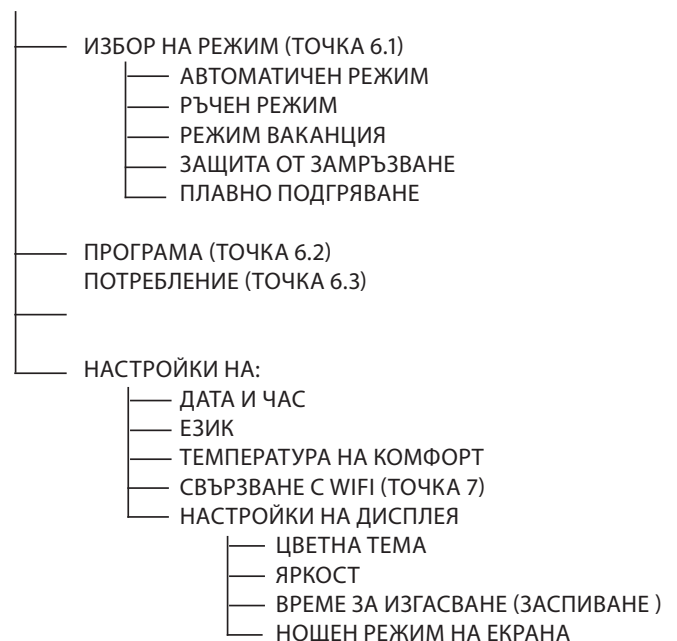 ИЗБОР НА РЕЖИМ (ТОЧКА 6.1)
АВТОМАТИЧЕН РЕЖИМ
РЪЧЕН РЕЖИМ
РЕЖИМ ВАКАНЦИЯ
ЗАЩИТА ОТ ЗАМРЪЗВАНЕ
ПЛАВНО ПОДГРЯВАНЕ
ПРОГРАМА (ТОЧКА 6.2)
ПОТРЕБЛЕНИЕ (ТОЧКА 6.3)
НАСТРОЙКИ НА:
ДАТА И ЧАС
ЕЗИК
ТЕМПЕРАТУРА НА КОМФОРТ
СВЪРЗВАНЕ С WIFI (ТОЧКА 7)
НАСТРОЙКИ НА ДИСПЛЕЯ
ЦВЕТНА ТЕМА
ЯРКОСТ
ВРЕМЕ ЗА ИЗГАСВАНЕ (ЗАСПИВАНЕ )
НОЩЕН РЕЖИМ НА ЕКРАНА